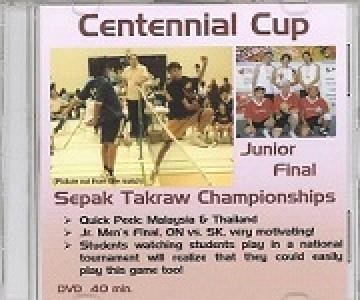 Centennial Cup
Junior
Final
Sepak Takraw Championships
➢ Quick Peek: Malaysia & Thailand
➢ Jr. Men's Final, ON vs. SK, very motivating!
➢ Students watching students play in a national
tournament will realize that they could easily
play this game too!
DVD 40 min.